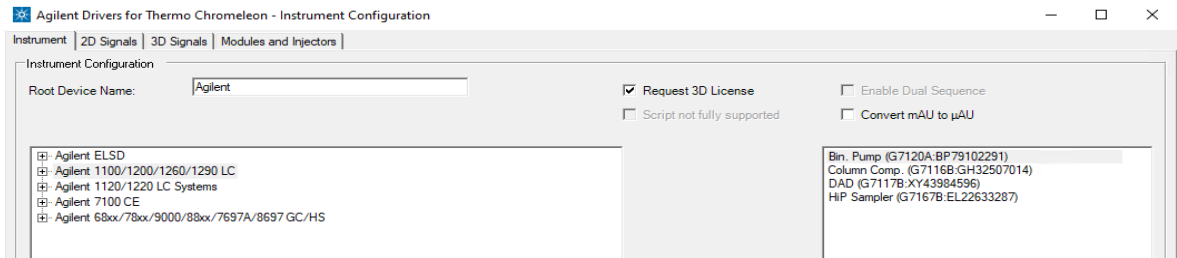 Agilent Drivers for Thermo Chromeleon - Instrument Configuration
Instrument 2D Signals 3D Signals Modules and Injectors
Instrument Configuration
Root Device Name: Agilent
Request 3D License
Enable Dual Sequence
Script not fully supported
Convert mAU to µAU
Agilent ELSD
Agilent 1100/1200/1260/1290 LC
Agilent 1120/1220 LC Systems
Agilent 7100 CE
Agilent 68xx/78xx/9000/88xx/7697A/8697 GC/HS
Bin. Pump (G7120A:BP79102291)
Column Comp. (G7116B:GH32507014)
DAD (G7117B:XY43984596)
HiP Sampler (G7167B:EL22633287)